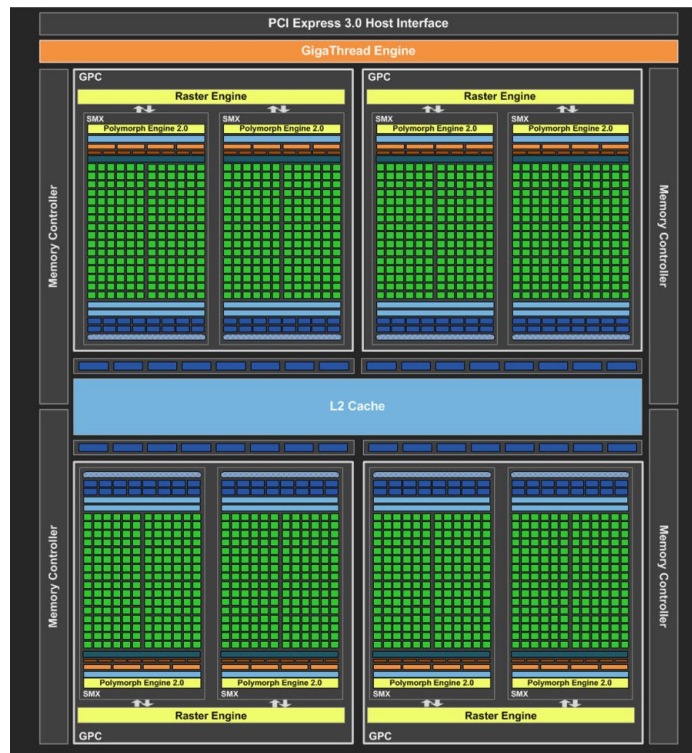 PCI Express 3.0 Host Interface
GigaThread Engine
GPC
GPC
Raster Engine
Raster Engine
SMX
SMX
SMX
SMX
Polymorph Engine 2.0
Polymorph Engine 2.0
Polymorph Engine 2.0
Polymorph Engine 2.0
Memory Controller
Memory Controller
L2 Cache
Memory Controller
Memory Controller
Polymorph Engine 2.0
Polymorph Engine 2.0
Polymorph Engine 2.0
Polymorph Engine 2.0
SMX
SMX
SMX
SMX
Raster Engine
Raster Engine
GPC
GPC